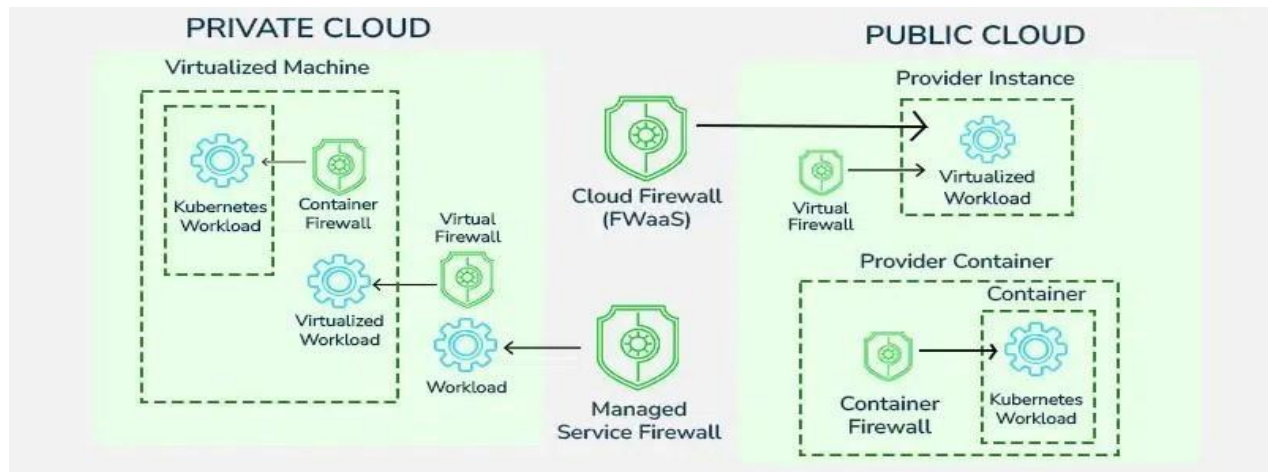 PRIVATE CLOUD
Virtualized Machine
Kubernetes
Workload
Container
Firewall
Virtual
Firewall
Virtualized
Workload
Workload
Cloud Firewall
(FWaaS)
Managed
Service Firewall
PUBLIC CLOUD
Provider Instance
Virtual
Firewall
Virtualized
Workload
Provider Container
Container
Container
Firewall
Kubernetes
Workload